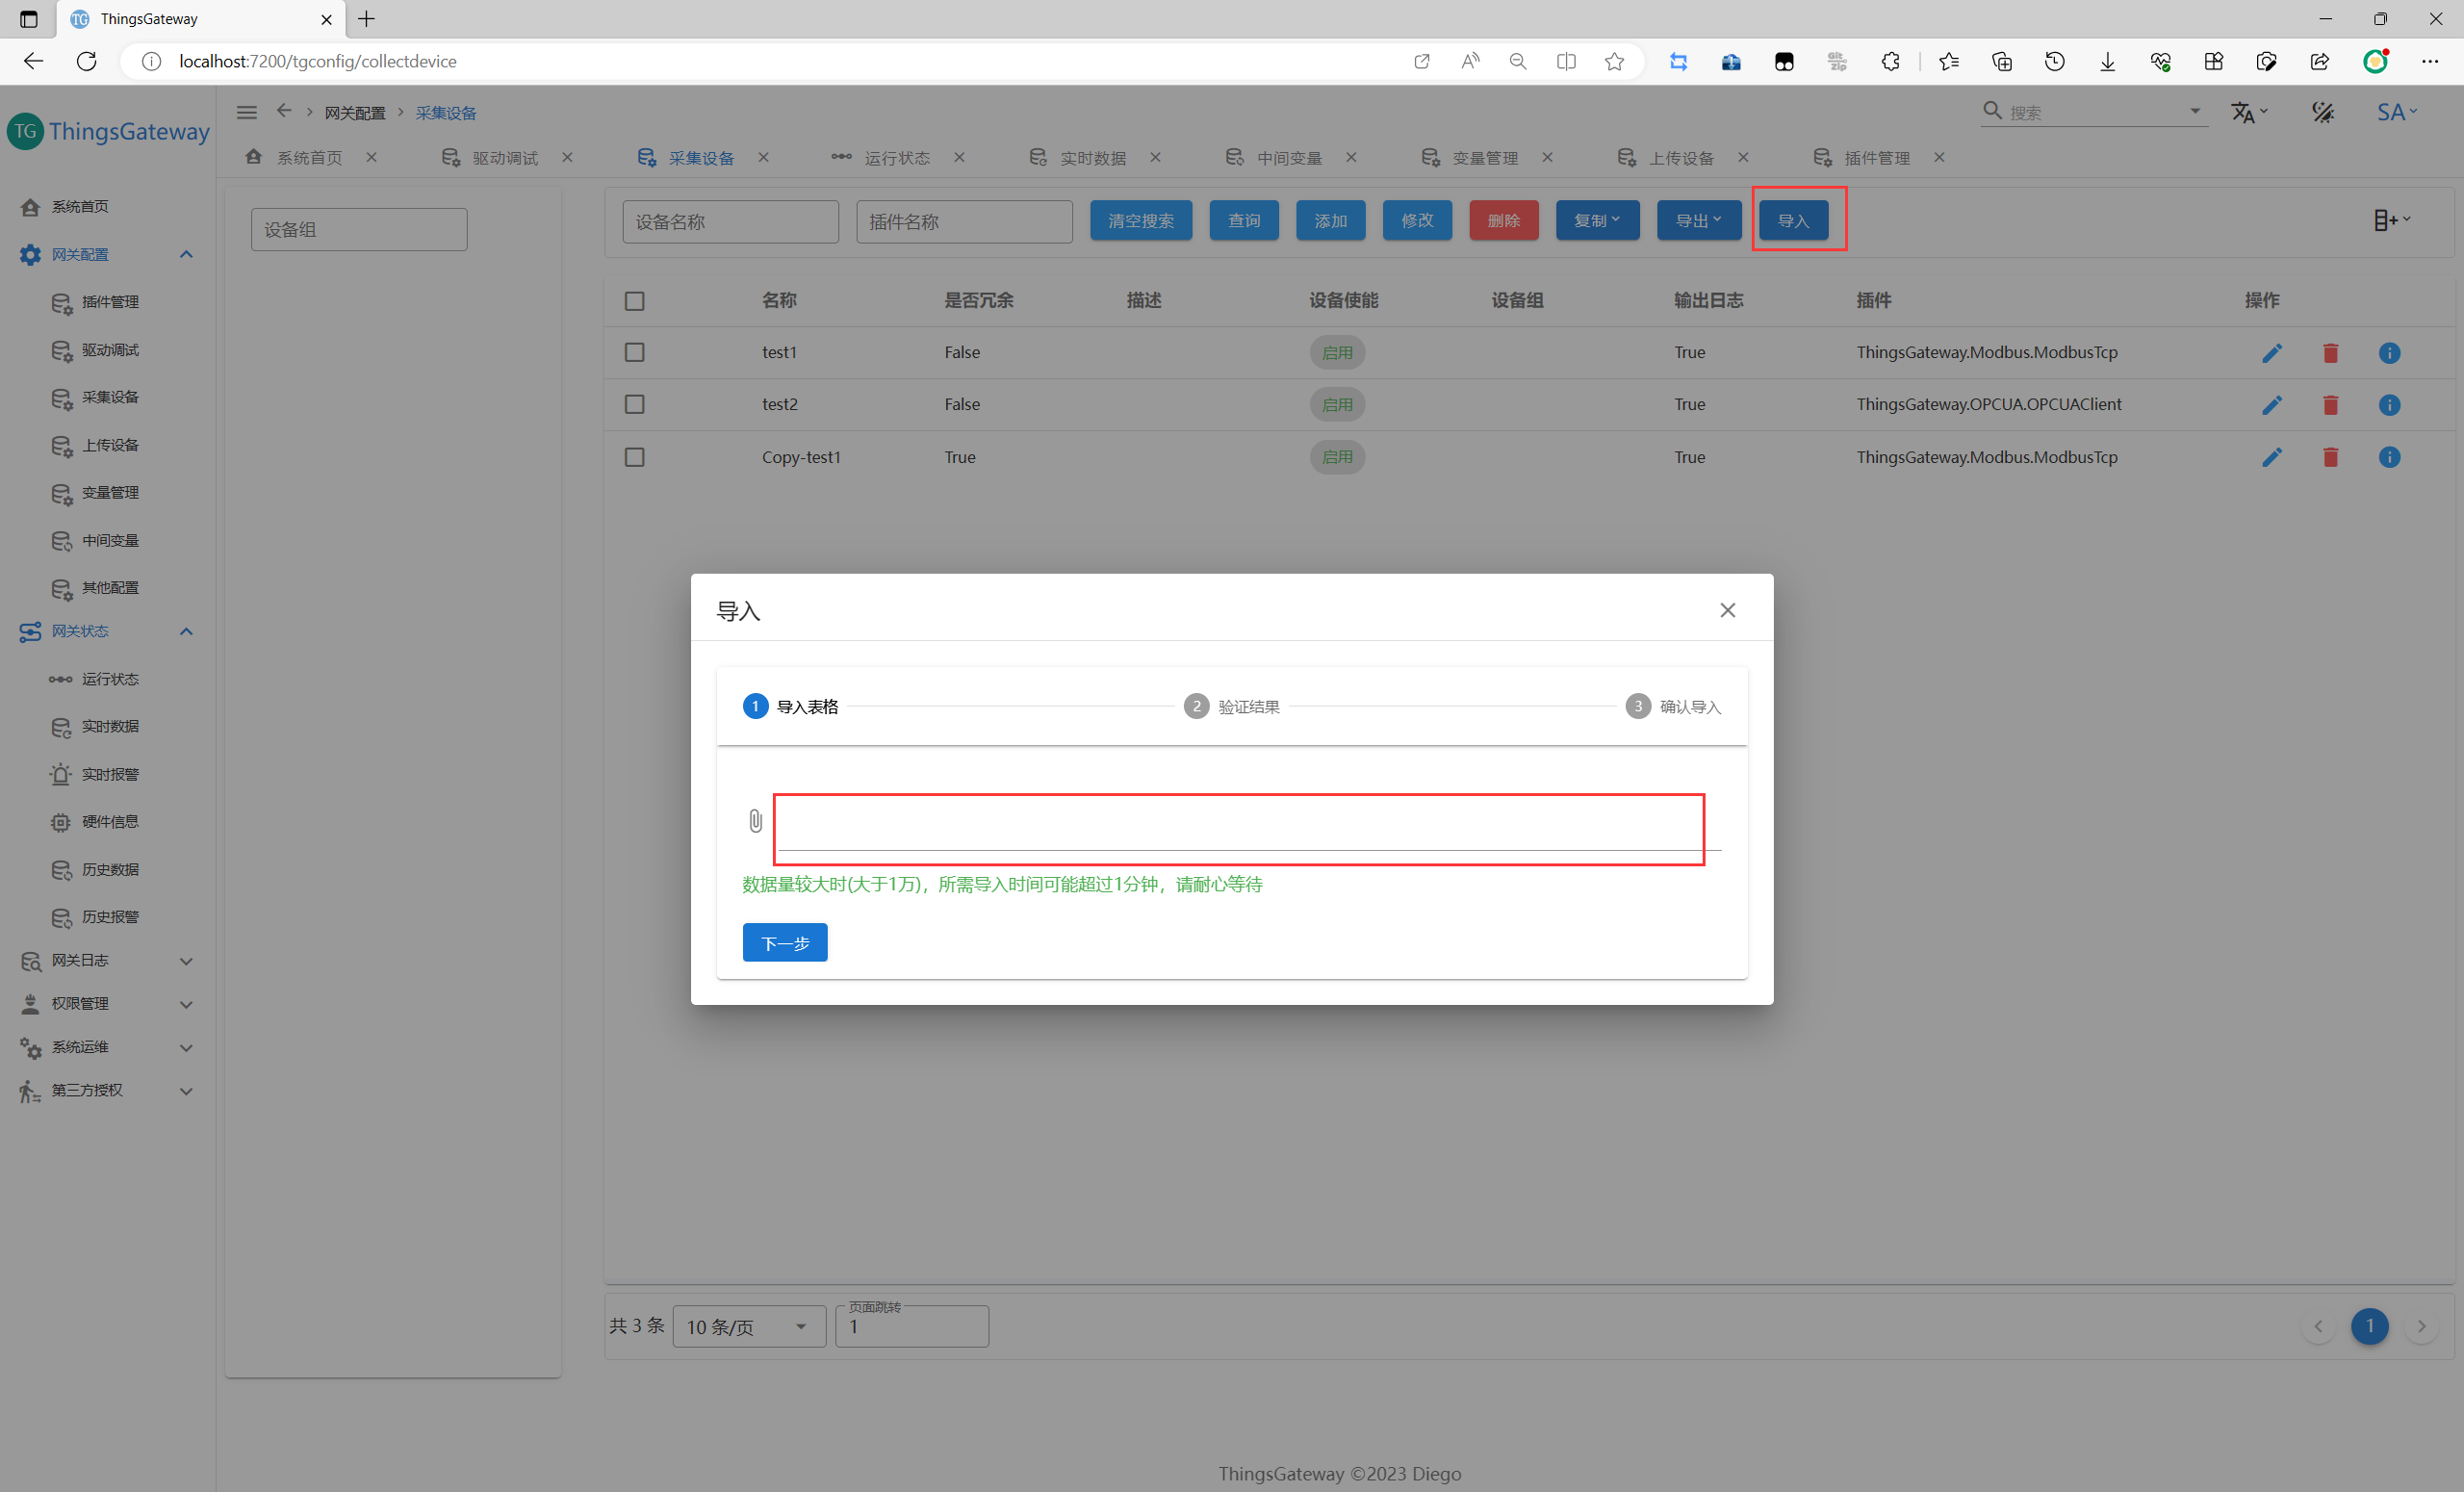 TG ThingsGateway
localhost:7200/tgconfig/collectdevice
Git Zip
TG ThingsGateway
网关配置 采集设备
搜索
SA
系统首页 驱动调试 采集设备 运行状态 实时数据 中间变量 变量管理 上传设备 插件管理
系统首页
网关配置
插件管理
驱动调试
采集设备
上传设备
变量管理
中间变量
其他配置
网关状态
运行状态
实时数据
实时报警
硬件信息
历史数据
历史报警
网关日志
权限管理
系统运维
第三方授权
设备组
设备名称 插件名称 清空搜索 查询 添加 修改 删除 复制 导出 导入
名称 是否冗余 描述 设备使能 设备组 输出日志 插件 操作
test1 False 启用 True ThingsGateway.Modbus.ModbusTcp
test2 False 启用 True ThingsGateway.OPCUA.OPCUAClient
Copy-test1 True 启用 True ThingsGateway.Modbus.ModbusTcp
导入
1 导入表格 2 验证结果 3 确认导入
数据量较大时(大于1万)，所需导入时间可能超过1分钟，请耐心等待
下一步
共 3 条 10 条/页 页面跳转 1
1
ThingsGateway ©2023 Diego